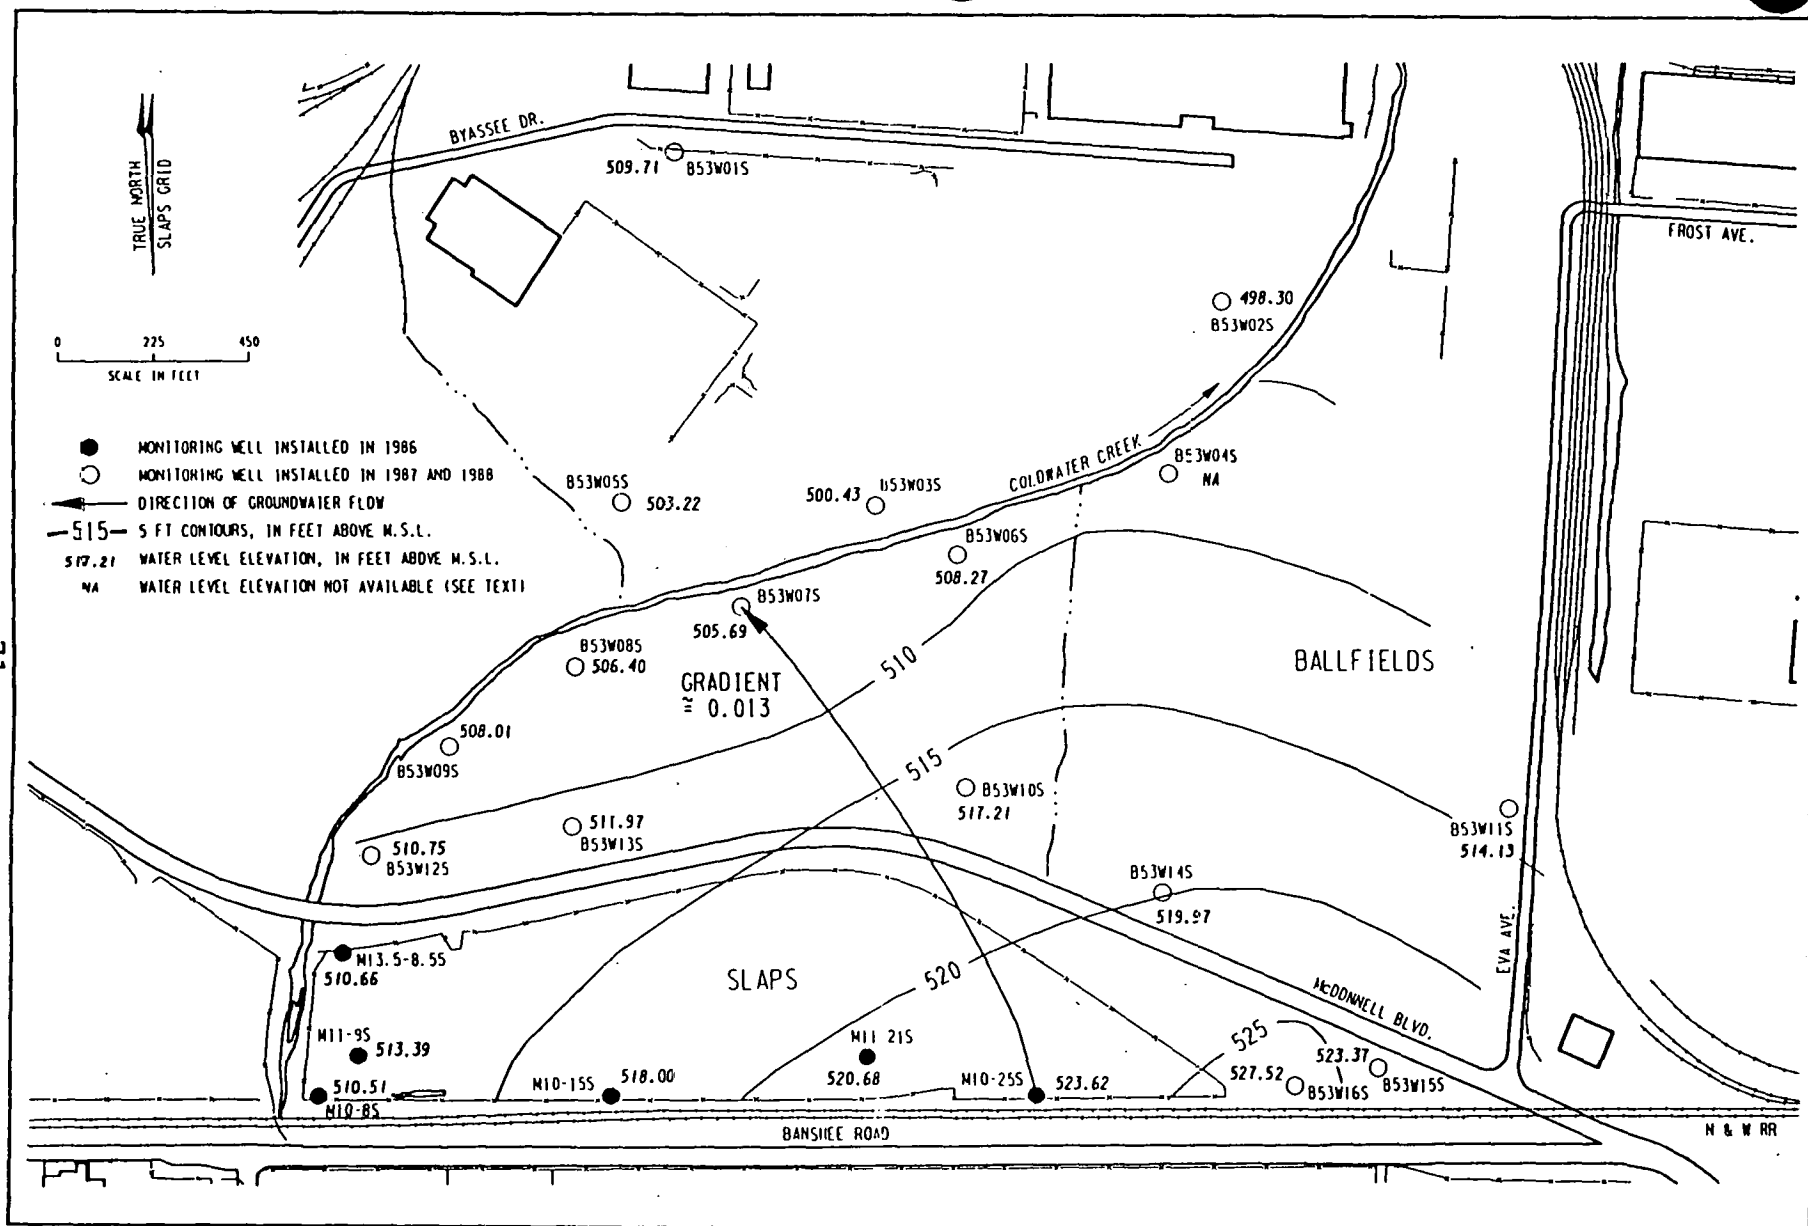 TRUE NORTH
SLAPS GRID
0 225 450
SCALE IN FEET
MONITORING WELL INSTALLED IN 1986
MONITORING WELL INSTALLED IN 1987 AND 1988
DIRECTION OF GROUNDWATER FLOW
515 5 FT CONTOURS, IN FEET ABOVE M.S.L.
517.21 WATER LEVEL ELEVATION, IN FEET ABOVE M.S.L.
NA WATER LEVEL ELEVATION NOT AVAILABLE (SEE TEXT)
BYASSEE DR.
509.71 B53W01S
FROST AVE.
498.30
B53W02S
COLDWATER CREEK
B53W04S
NA
B53W05S
503.22
500.43 B53W03S
B53W06S
508.27
B53W07S
505.69
B53W08S
506.40
GRADIENT
≅ 0.013
510
BALLFIELDS
508.01
B53W09S
515
B53W10S
517.21
B53W11S
514.13
511.97
B53W13S
510.75
B53W12S
B53W14S
519.97
EVA AVE.
M13.5-8.5S
510.66
SLAPS
520
McDONNELL BLVD.
M11-9S
513.39
M11-21S
520.68
525
523.37
B53W15S
527.52
B53W16S
510.51
M10-8S
M10-15S 518.00
M10-25S 523.62
BANSHEE ROAD
N & W RR